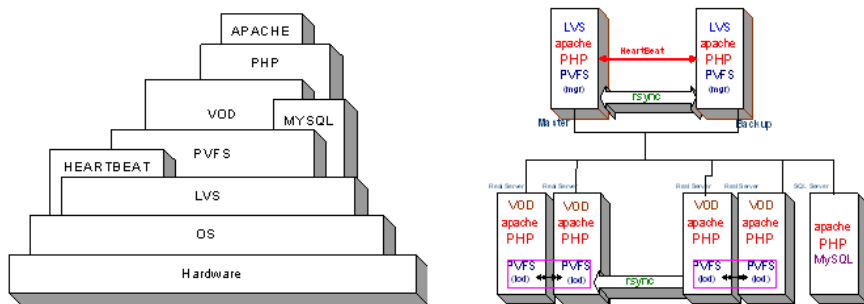 APACHE
PHP
VOD
MYSQL
PVFS
HEARTBEAT
LVS
OS
Hardware
LVS
apache
PHP
PVFS
(mgr)
HeartBeat
LVS
apache
PHP
PVFS
(mgr)
rsync
Master
Backup
Real Server
Real Server
Real Server
Real Server
SQL Server
VOD
apache
PHP
PVFS
(iod)
VOD
apache
PHP
PVFS
(iod)
rsync
VOD
apache
PHP
PVFS
(iod)
VOD
apache
PHP
PVFS
(iod)
apache
PHP
MySQL